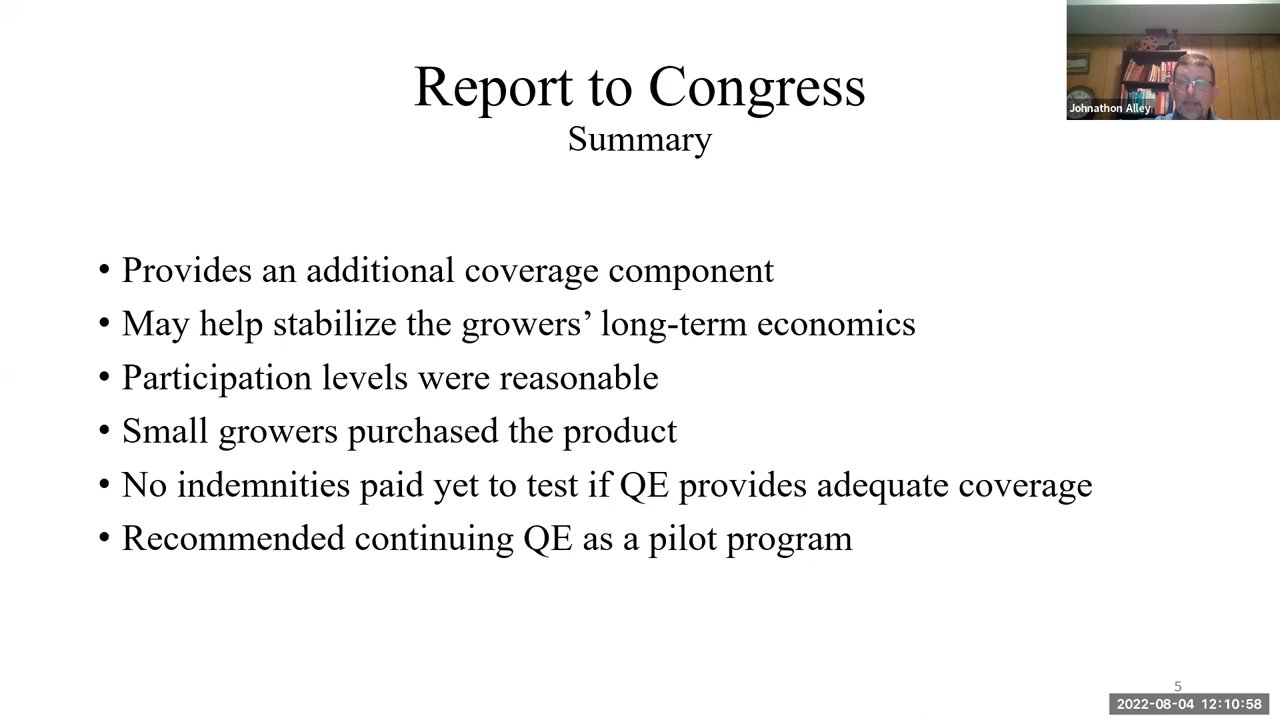 Report to Congress
Summary
Johnathon Alley
• Provides an additional coverage component
• May help stabilize the growers’ long-term economics
• Participation levels were reasonable
• Small growers purchased the product
• No indemnities paid yet to test if QE provides adequate coverage
• Recommended continuing QE as a pilot program
5
2022-08-04 12:10:58